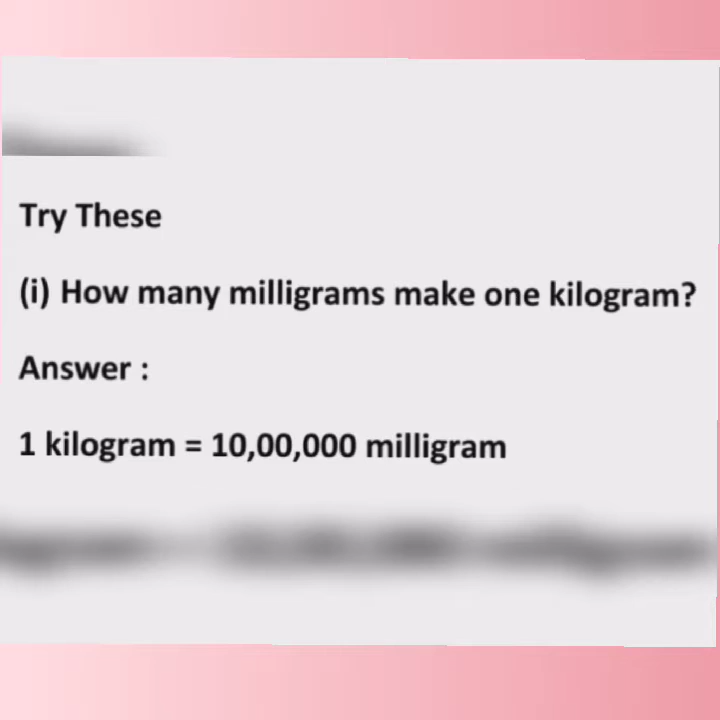 Try These
(i) How many milligrams make one kilogram?
Answer :
1 kilogram = 10,00,000 milligram